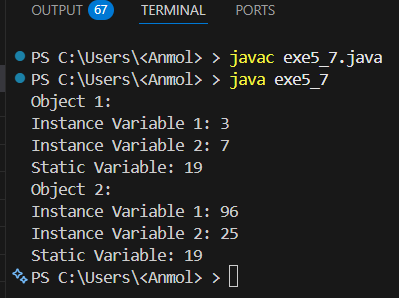 OUTPUT 67 TERMINAL PORTS
PS C:\Users\<Anmol> > javac exe5_7.java
PS C:\Users\<Anmol> > java exe5_7
Object 1:
Instance Variable 1: 3
Instance Variable 2: 7
Static Variable: 19
Object 2:
Instance Variable 1: 96
Instance Variable 2: 25
Static Variable: 19
PS C:\Users\<Anmol> >